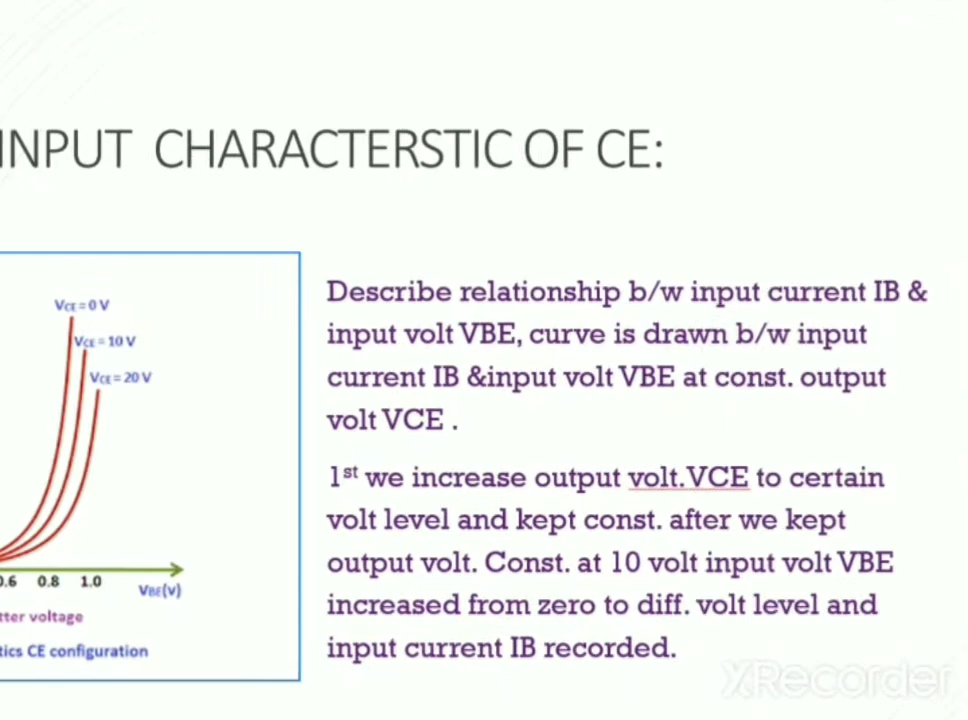 INPUT CHARACTERSTIC OF CE:
VCE = 0 V
VCE = 10 V
VCE = 20 V
0.6 0.8 1.0
VBE(v)
tter voltage
tics CE configuration
Describe relationship b/w input current IB &
input volt VBE, curve is drawn b/w input
current IB &input volt VBE at const. output
volt VCE .
1st we increase output volt.VCE to certain
volt level and kept const. after we kept
output volt. Const. at 10 volt input volt VBE
increased from zero to diff. volt level and
input current IB recorded.
XRecorder